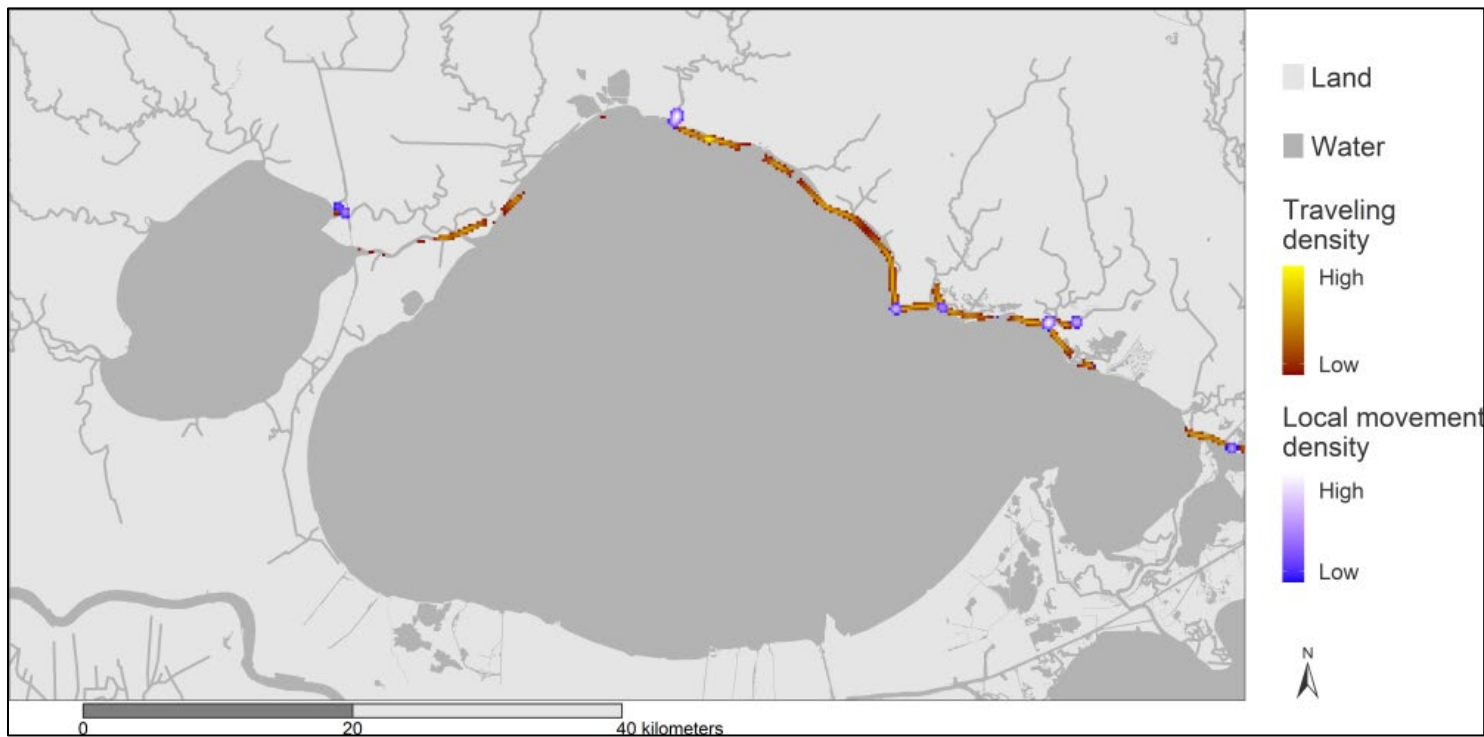 Land
Water
Traveling
density
High
Low
Local movement
density
High
Low
N
0 20 40 kilometers